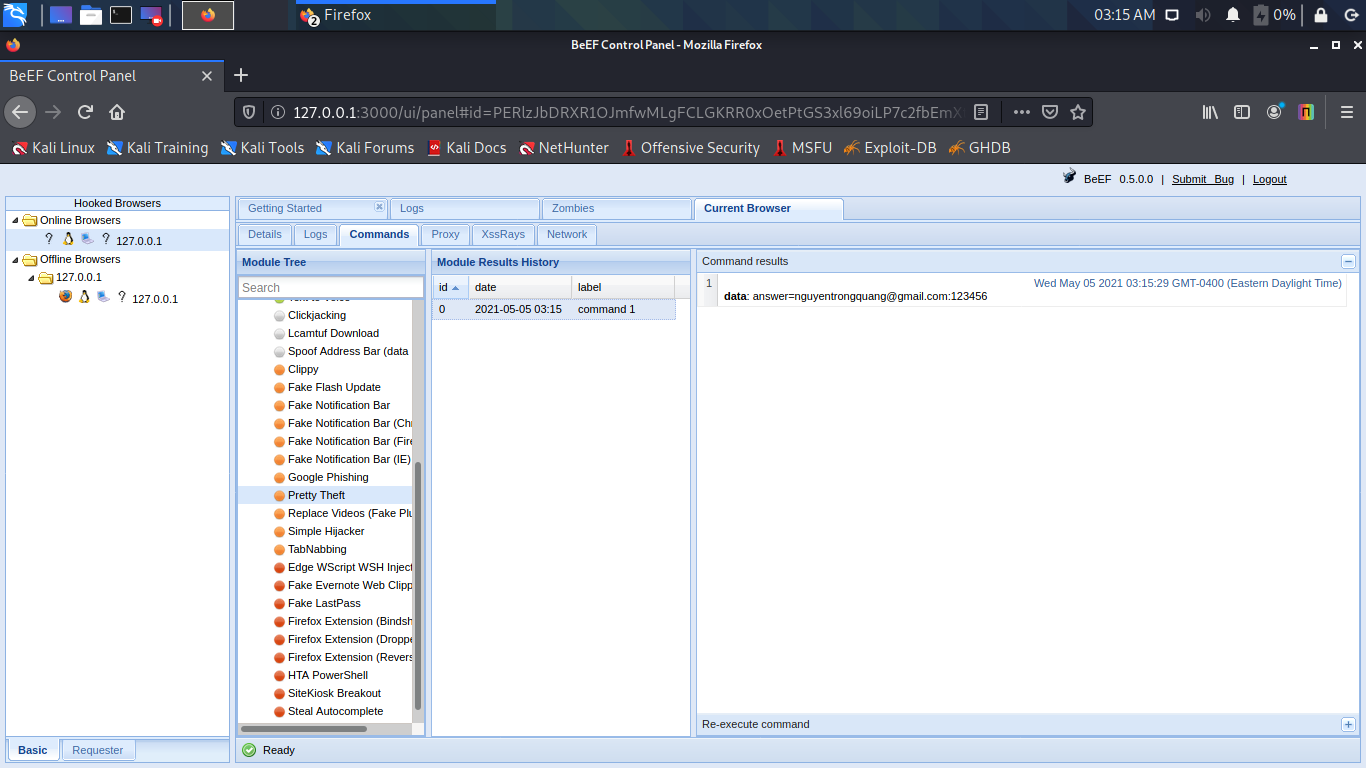 Firefox
2
03:15 AM
0%
BeEF Control Panel - Mozilla Firefox
BeEF Control Panel
127.0.0.1:3000/ui/panel#id=PERlzJbDRXR1OJmfwMLgFCLGKRR0xOetPtGS3xl69oiLP7c2fbEmX
Kali Linux
Kali Training
Kali Tools
Kali Forums
Kali Docs
NetHunter
Offensive Security
MSFU
Exploit-DB
GHDB
BeEF 0.5.0.0 | Submit Bug | Logout
Hooked Browsers
Online Browsers
? ? 127.0.0.1
Offline Browsers
127.0.0.1
? 127.0.0.1
Basic
Requester
Getting Started
Logs
Zombies
Current Browser
Details
Logs
Commands
Proxy
XssRays
Network
Module Tree
Search
Text to Voice
Clickjacking
Lcamtuf Download
Spoof Address Bar (data
Clippy
Fake Flash Update
Fake Notification Bar
Fake Notification Bar (Chr
Fake Notification Bar (Fire
Fake Notification Bar (IE)
Google Phishing
Pretty Theft
Replace Videos (Fake Plu
Simple Hijacker
TabNabbing
Edge WScript WSH Inject
Fake Evernote Web Clipp
Fake LastPass
Firefox Extension (Bindsh
Firefox Extension (Droppe
Firefox Extension (Revers
HTA PowerShell
SiteKiosk Breakout
Steal Autocomplete
Module Results History
id date label
0 2021-05-05 03:15 command 1
Command results
1 Wed May 05 2021 03:15:29 GMT-0400 (Eastern Daylight Time)
data: answer=nguyentrongquang@gmail.com:123456
Re-execute command
Ready